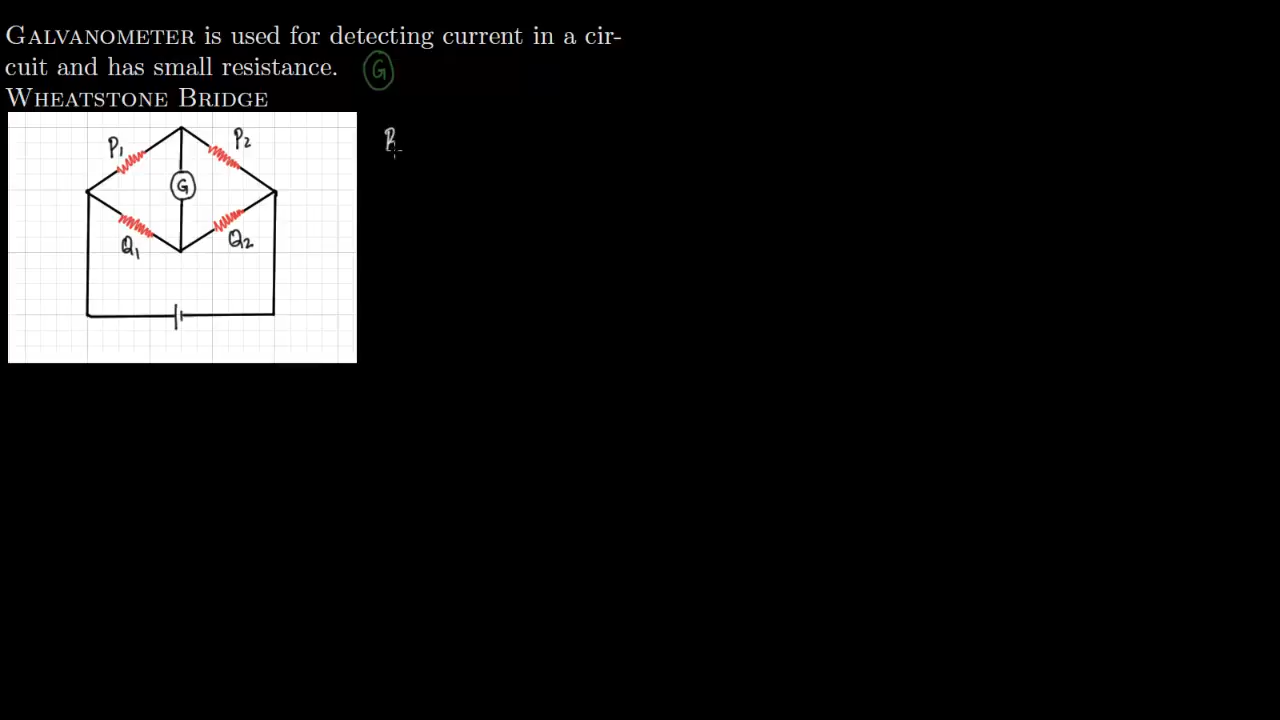 GALVANOMETER is used for detecting current in a cir-
cuit and has small resistance. G
WHEATSTONE BRIDGE
P1 P2
G
Q1 Q2